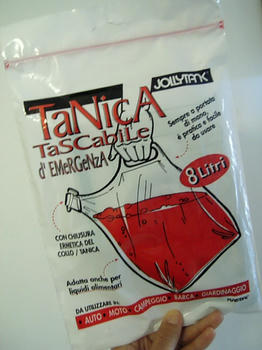 JOLLYTANK
TaNiCA
TaSCabiLe
d' EMeRGeNZA
Sempre a portata
di mano,
è pratica e facile
da usare
8 Litri
CON CHIUSURA
ERMETICA DEL
COLLO / TANICA
Adatta anche per
liquidi alimentari
DA UTILIZZARE IN:
• AUTO • MOTO • CAMPEGGIO • BARCA • GIARDINAGGIO